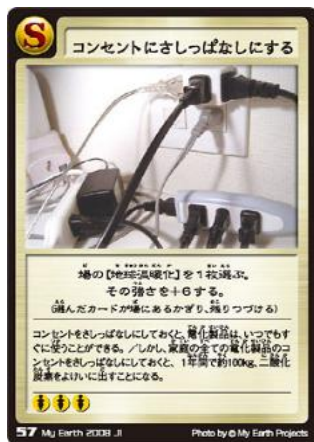 S
コンセントにさしっぱなしにする
場の【地球温暖化】を1枚選ぶ。
その強さを+6する。
(選んだカードが場にあるかぎり、残りつづける)
コンセントをさしっぱなしにしておくと、電化製品は、いつでもす
ぐに使うことができる。/しかし、家庭の全ての電化製品のコ
ンセントをさしっぱなしにしておくと、1年間で約100kg、二酸化
炭素をよけいに出すことになる。
57 My Earth 2008 JI
Photo by © My Earth Projects